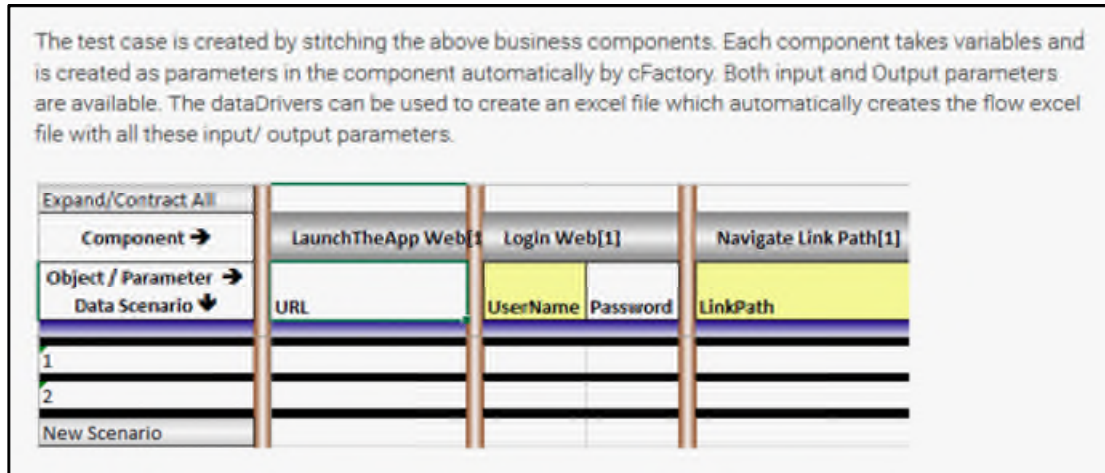 The test case is created by stitching the above business components. Each component takes variables and
is created as parameters in the component automatically by cFactory. Both input and Output parameters
are available. The dataDrivers can be used to create an excel file which automatically creates the flow excel
file with all these input/ output parameters.
Expand/Contract All
Component → LaunchTheApp Web[1 Login Web[1] Navigate Link Path[1]
Object / Parameter →
Data Scenario ↓ URL UserName Password LinkPath
1
2
New Scenario